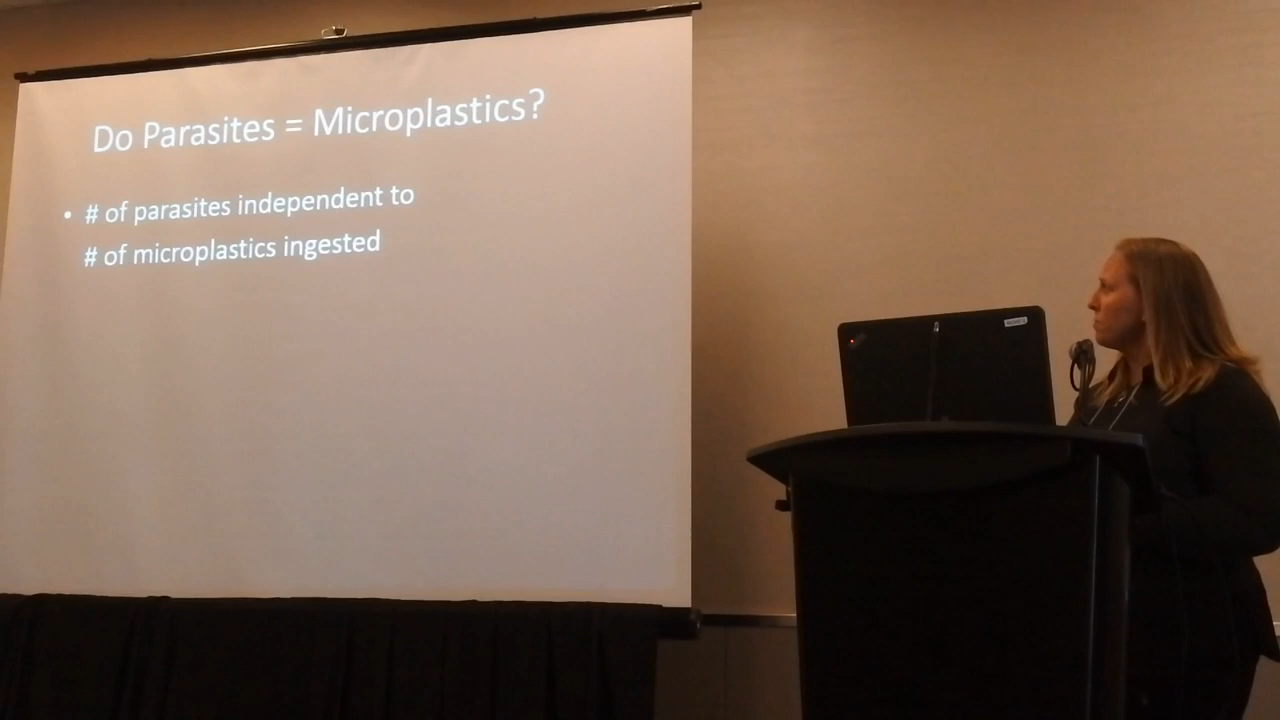 Do Parasites = Microplastics?
• # of parasites independent to
# of microplastics ingested